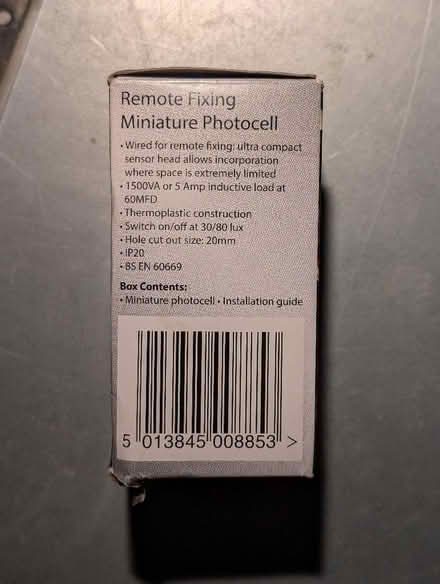 Remote Fixing
Miniature Photocell
• Wired for remote fixing: ultra compact
sensor head allows incorporation
where space is extremely limited
• 1500VA or 5 Amp inductive load at
60MFD
• Thermoplastic construction
• Switch on/off at 30/80 lux
• Hole cut out size: 20mm
• IP20
• BS EN 60669
Box Contents:
• Miniature photocell • Installation guide
5 013845 008853 >